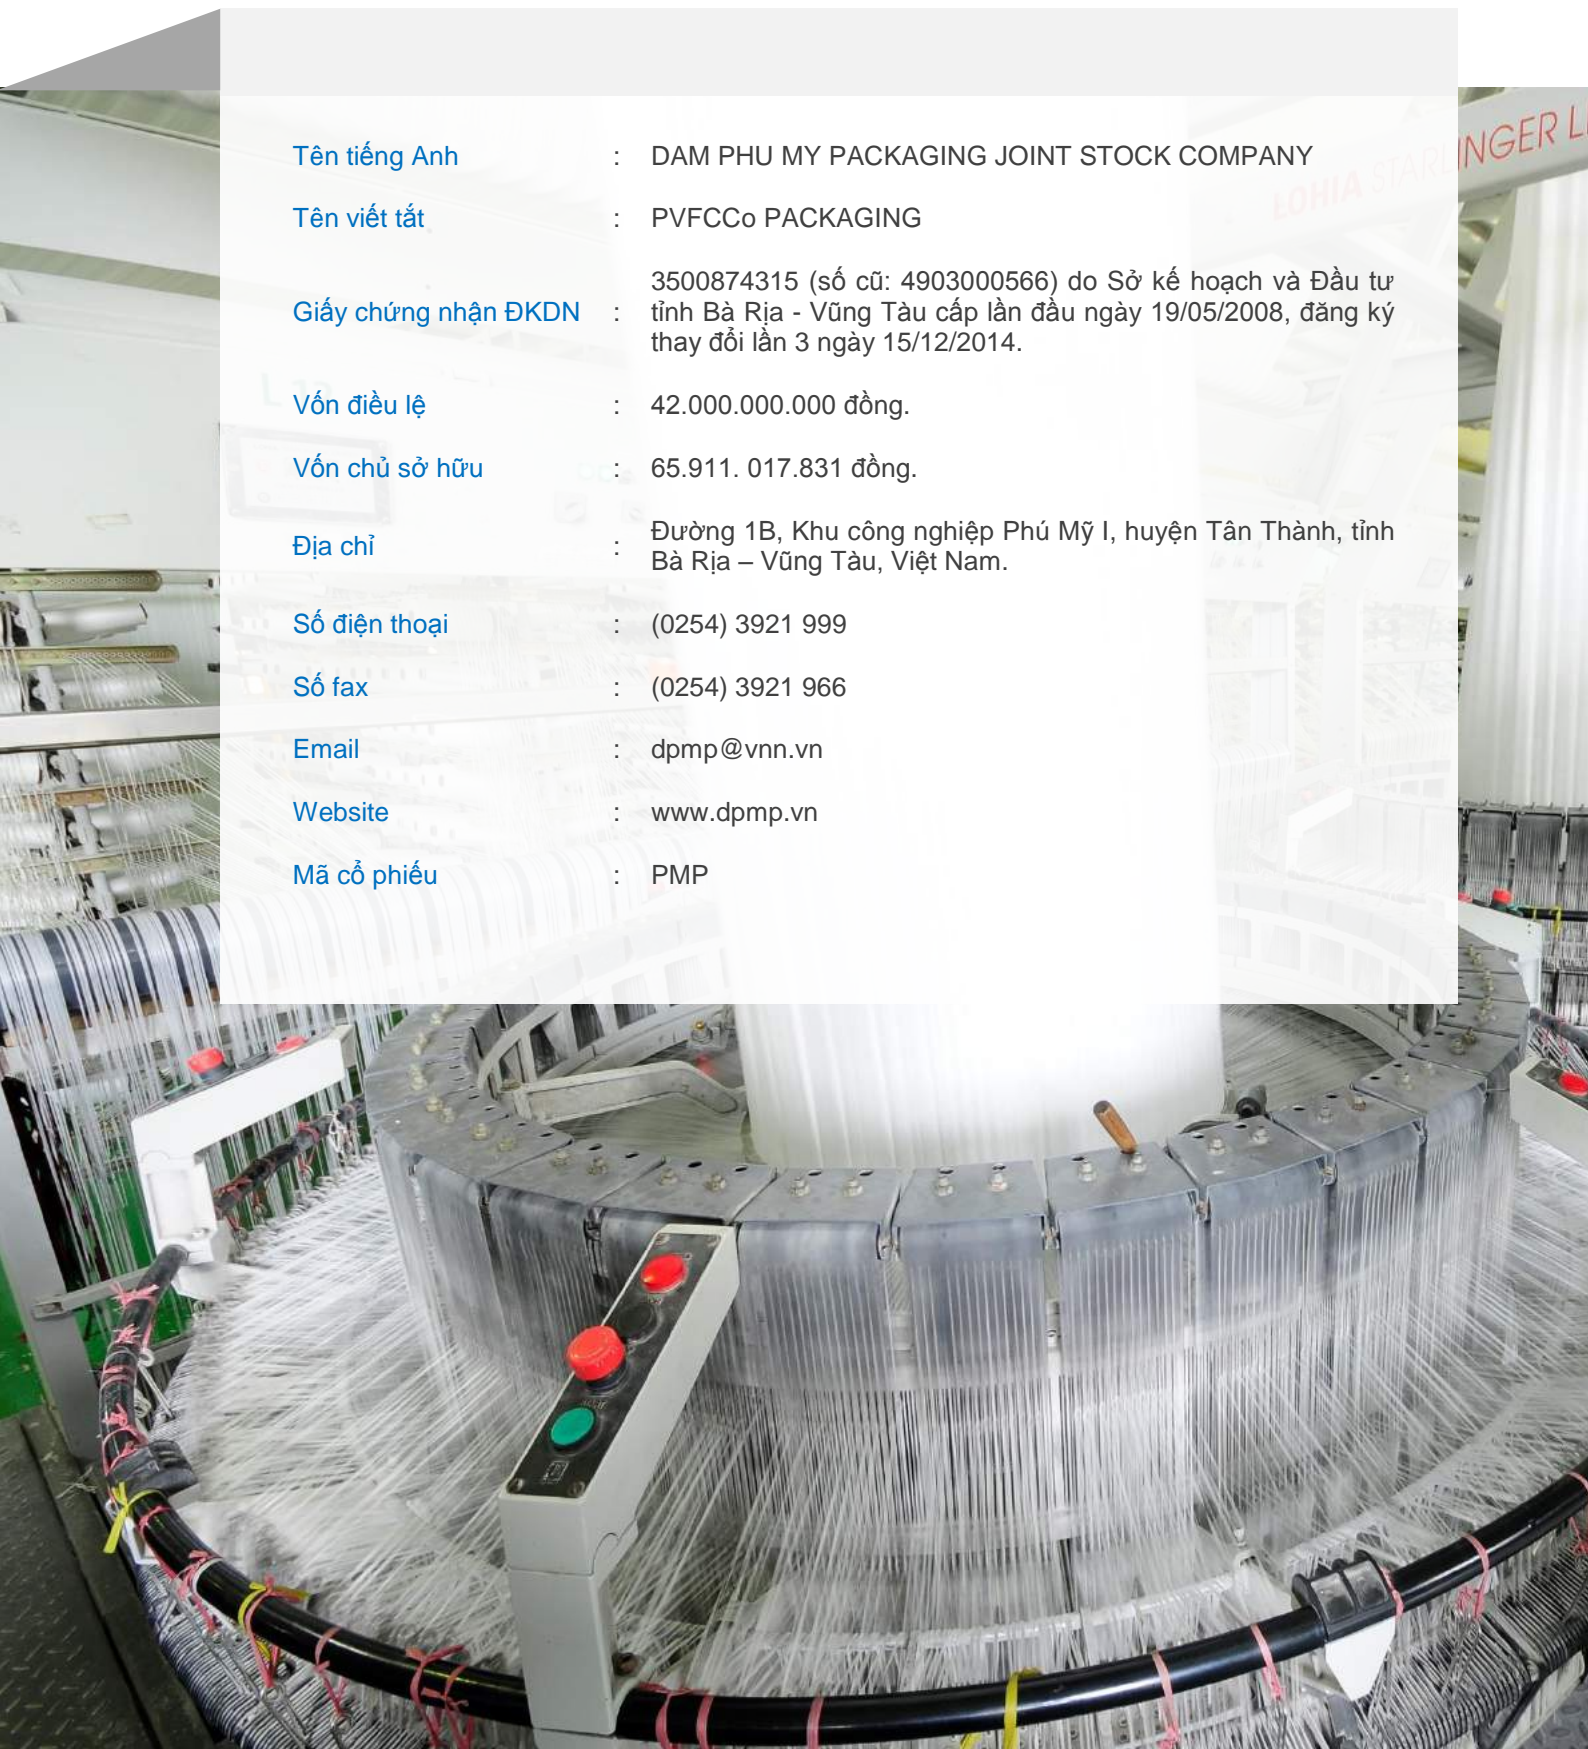 LOHIA STARLINGER L
Tên tiếng Anh : DAM PHU MY PACKAGING JOINT STOCK COMPANY
Tên viết tắt : PVFCCo PACKAGING
Giấy chứng nhận ĐKDN : 3500874315 (số cũ: 4903000566) do Sở kế hoạch và Đầu tư
tỉnh Bà Rịa - Vũng Tàu cấp lần đầu ngày 19/05/2008, đăng ký
thay đổi lần 3 ngày 15/12/2014.
Vốn điều lệ : 42.000.000.000 đồng.
Vốn chủ sở hữu : 65.911. 017.831 đồng.
Địa chỉ : Đường 1B, Khu công nghiệp Phú Mỹ I, huyện Tân Thành, tỉnh
Bà Rịa – Vũng Tàu, Việt Nam.
Số điện thoại : (0254) 3921 999
Số fax : (0254) 3921 966
Email : dpmp@vnn.vn
Website : www.dpmp.vn
Mã cổ phiếu : PMP